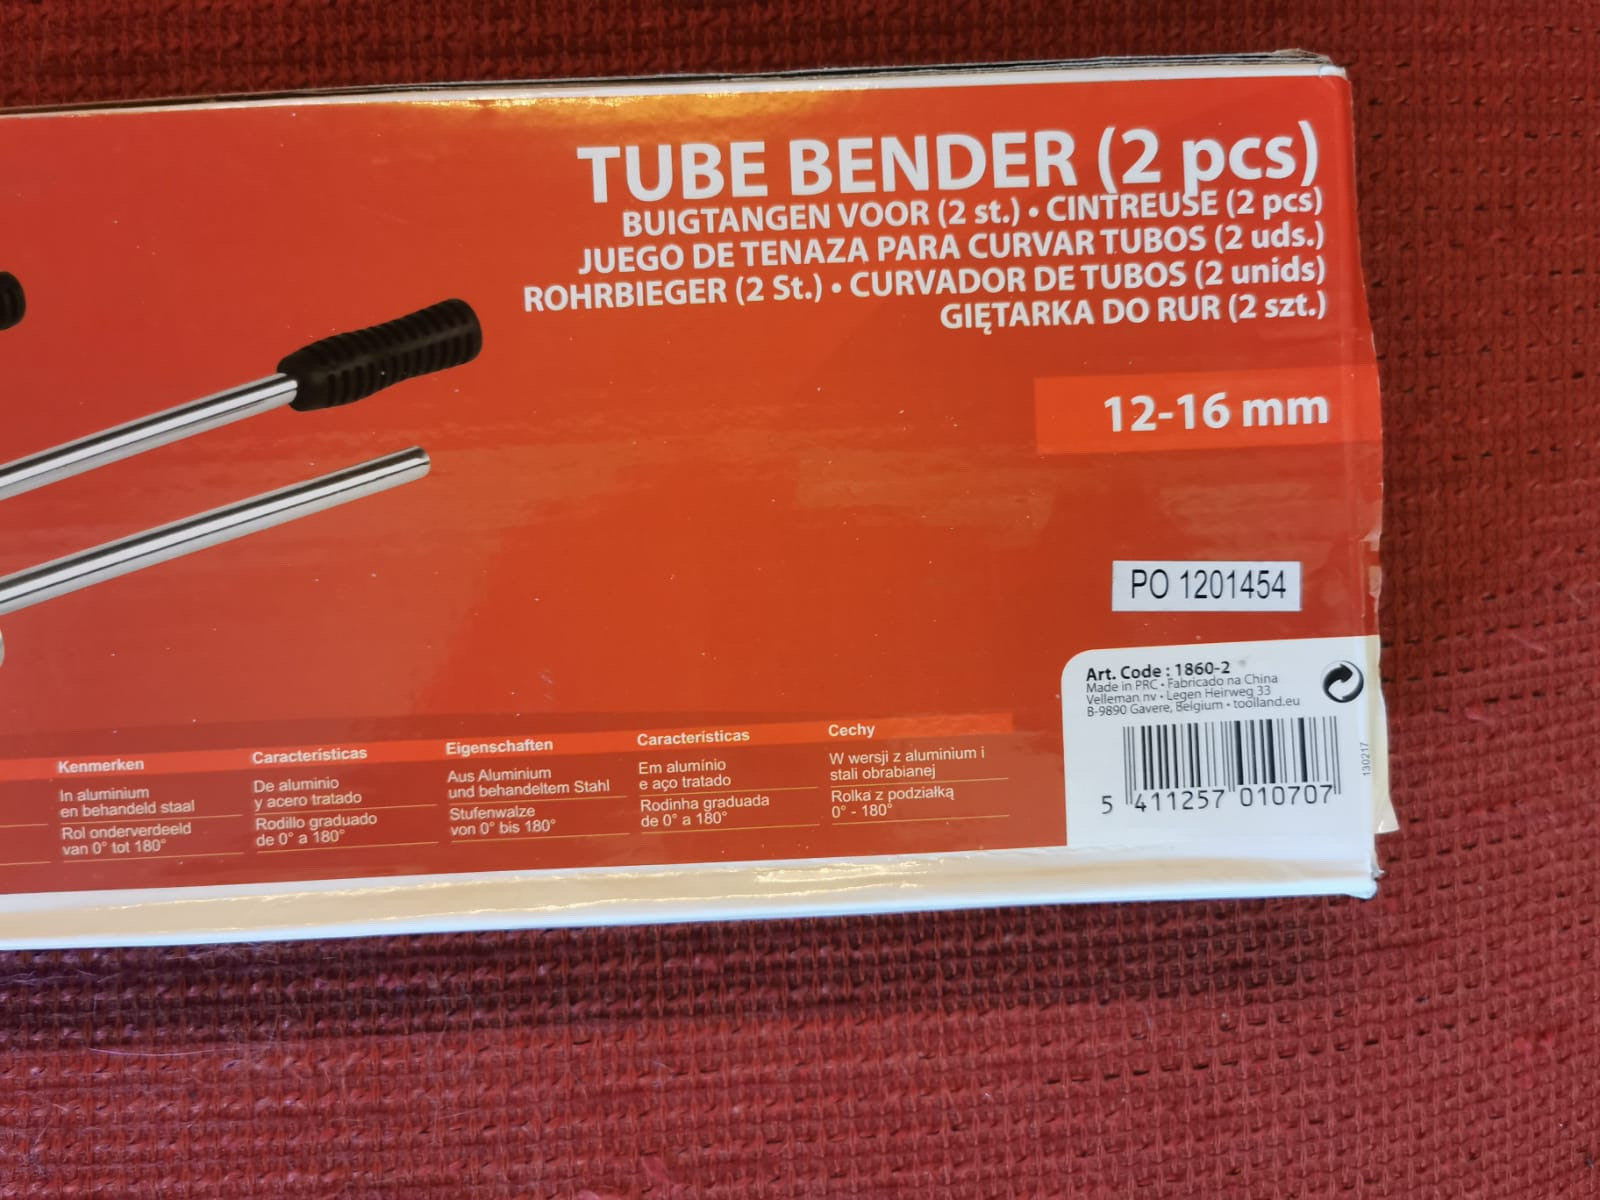 TUBE BENDER (2 pcs)
BUIGTANGEN VOOR (2 st.) • CINTREUSE (2 pcs)
JUEGO DE TENAZA PARA CURVAR TUBOS (2 uds.)
ROHRBIEGER (2 St.) • CURVADOR DE TUBOS (2 unids)
GIĘTARKA DO RUR (2 szt.)
12-16 mm
PO 1201454
Art. Code : 1860-2
Made in PRC • Fabricado na China
Velleman nv • Legen Heirweg 33
B-9890 Gavere, Belgium • toolland.eu
5 411257 010707
130217
Kenmerken
In aluminium
en behandeld staal
Rol onderverdeeld
van 0° tot 180°
Características
De aluminio
y acero tratado
Rodillo graduado
de 0° a 180°
Eigenschaften
Aus Aluminium
und behandeltem Stahl
Stufenwalze
von 0° bis 180°
Características
Em alumínio
e aço tratado
Rodinha graduada
de 0° a 180°
Cechy
W wersji z aluminium i
stali obrabianej
Rolka z podziałką
0° - 180°